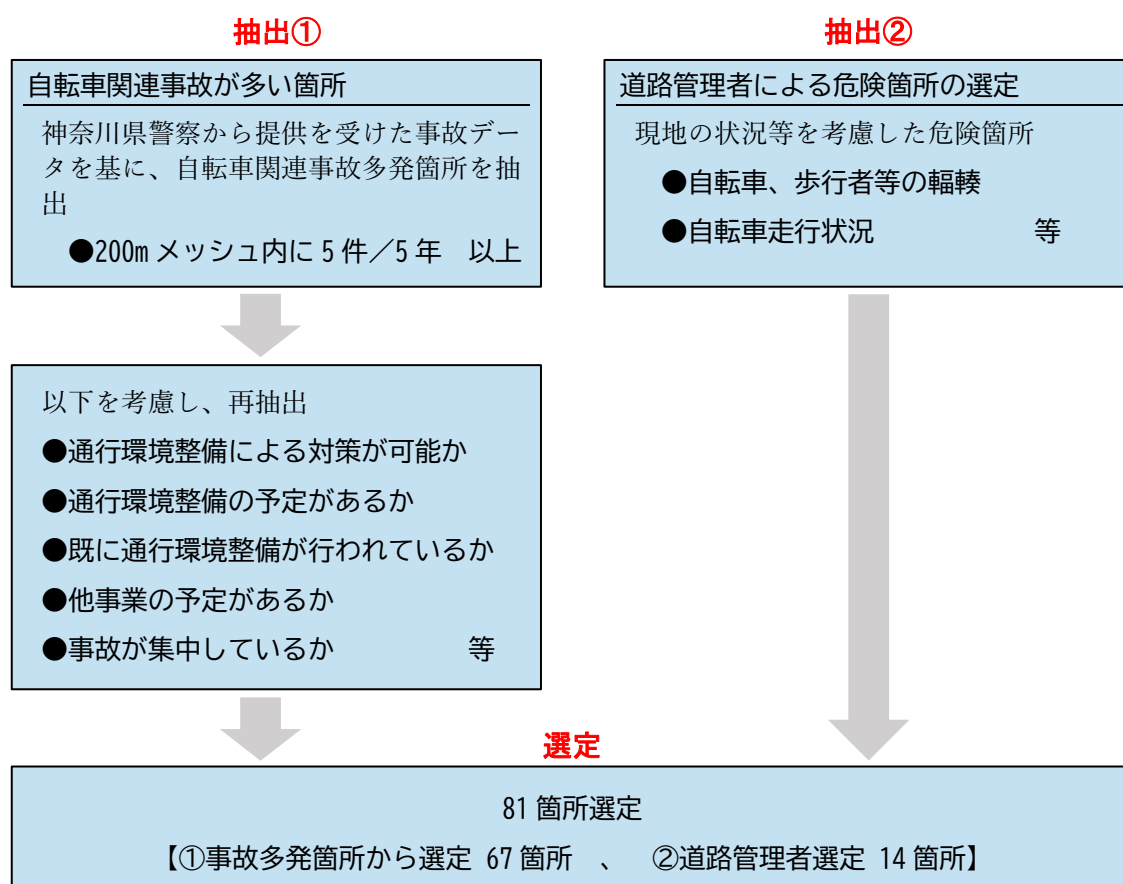 抽出①
自転車関連事故が多い箇所
神奈川県警察から提供を受けた事故デー
タを基に、自転車関連事故多発箇所を抽
出
●200m メッシュ内に 5 件／5 年　以上
以下を考慮し、再抽出
●通行環境整備による対策が可能か
●通行環境整備の予定があるか
●既に通行環境整備が行われているか
●他事業の予定があるか
●事故が集中しているか　　　　　等
抽出②
道路管理者による危険箇所の選定
現地の状況等を考慮した危険箇所
●自転車、歩行者等の輻輳
●自転車走行状況　　　　　　等
選定
81 箇所選定
【①事故多発箇所から選定 67 箇所　、　②道路管理者選定 14 箇所】